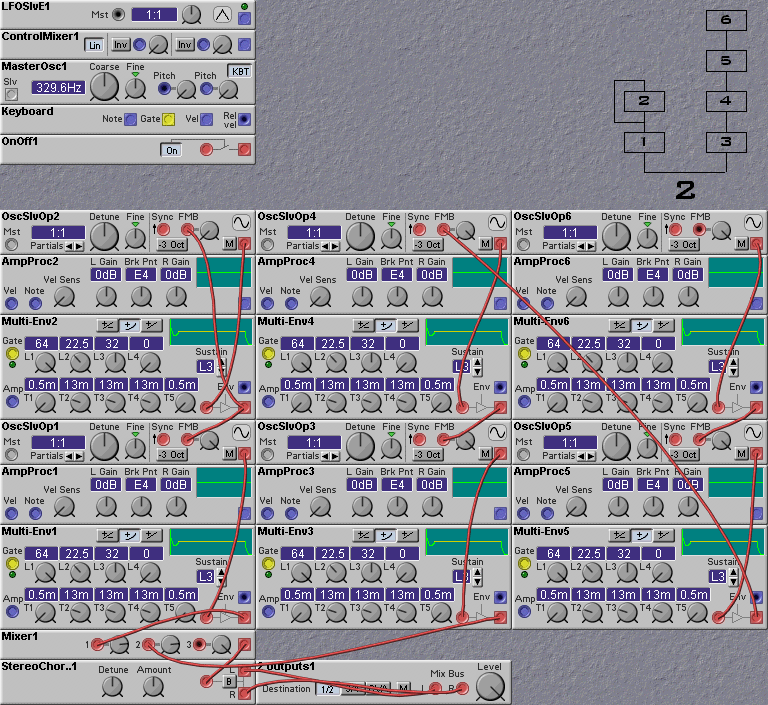 LFOSlvE1
Mst 1:1
ControlMixer1
Lin Inv Inv
MasterOsc1 Coarse Fine KBT
Slv 329.6Hz Pitch Pitch
Keyboard
Note Gate Vel Rel vel
OnOff1
On
6
5
2 4
1 3
2
OscSlvOp2 Detune Fine Sync FMB
Mst 1:1
Partials -3 Oct M
OscSlvOp4 Detune Fine Sync FMB
Mst 1:1
Partials -3 Oct M
OscSlvOp6 Detune Fine Sync FMB
Mst 1:1
Partials -3 Oct M
AmpProc2 L Gain Brk Pnt R Gain
0dB E4 0dB
Vel Note Vel Sens
AmpProc4 L Gain Brk Pnt R Gain
0dB E4 0dB
Vel Note Vel Sens
AmpProc6 L Gain Brk Pnt R Gain
0dB E4 0dB
Vel Note Vel Sens
Multi-Env2
Gate 64 22.5 32 0
L1 L2 L3 L4 Sustain
L3
0.5m 13m 13m 13m 0.5m Env
Amp T1 T2 T3 T4 T5
Multi-Env4
Gate 64 22.5 32 0
L1 L2 L3 L4 Sustain
L3
0.5m 13m 13m 13m 0.5m Env
Amp T1 T2 T3 T4 T5
Multi-Env6
Gate 64 22.5 32 0
L1 L2 L3 L4 Sustain
L3
0.5m 13m 13m 13m 0.5m Env
Amp T1 T2 T3 T4 T5
OscSlvOp1 Detune Fine Sync FMB
Mst 1:1
Partials -3 Oct M
OscSlvOp3 Detune Fine Sync FMB
Mst 1:1
Partials -3 Oct M
OscSlvOp5 Detune Fine Sync FMB
Mst 1:1
Partials -3 Oct M
AmpProc1 L Gain Brk Pnt R Gain
0dB E4 0dB
Vel Note Vel Sens
AmpProc3 L Gain Brk Pnt R Gain
0dB E4 0dB
Vel Note Vel Sens
AmpProc5 L Gain Brk Pnt R Gain
0dB E4 0dB
Vel Note Vel Sens
Multi-Env1
Gate 64 22.5 32 0
L1 L2 L3 L4 Sustain
L3
0.5m 13m 13m 13m 0.5m Env
Amp T1 T2 T3 T4 T5
Multi-Env3
Gate 64 22.5 32 0
L1 L2 L3 L4 Sustain
L3
0.5m 13m 13m 13m 0.5m Env
Amp T1 T2 T3 T4 T5
Multi-Env5
Gate 64 22.5 32 0
L1 L2 L3 L4 Sustain
L3
0.5m 13m 13m 13m 0.5m Env
Amp T1 T2 T3 T4 T5
Mixer1
1 2 3
StereoChor..1 Detune Amount L B R
2 outputs1 Mix Bus Level
Destination 1/2 M L R